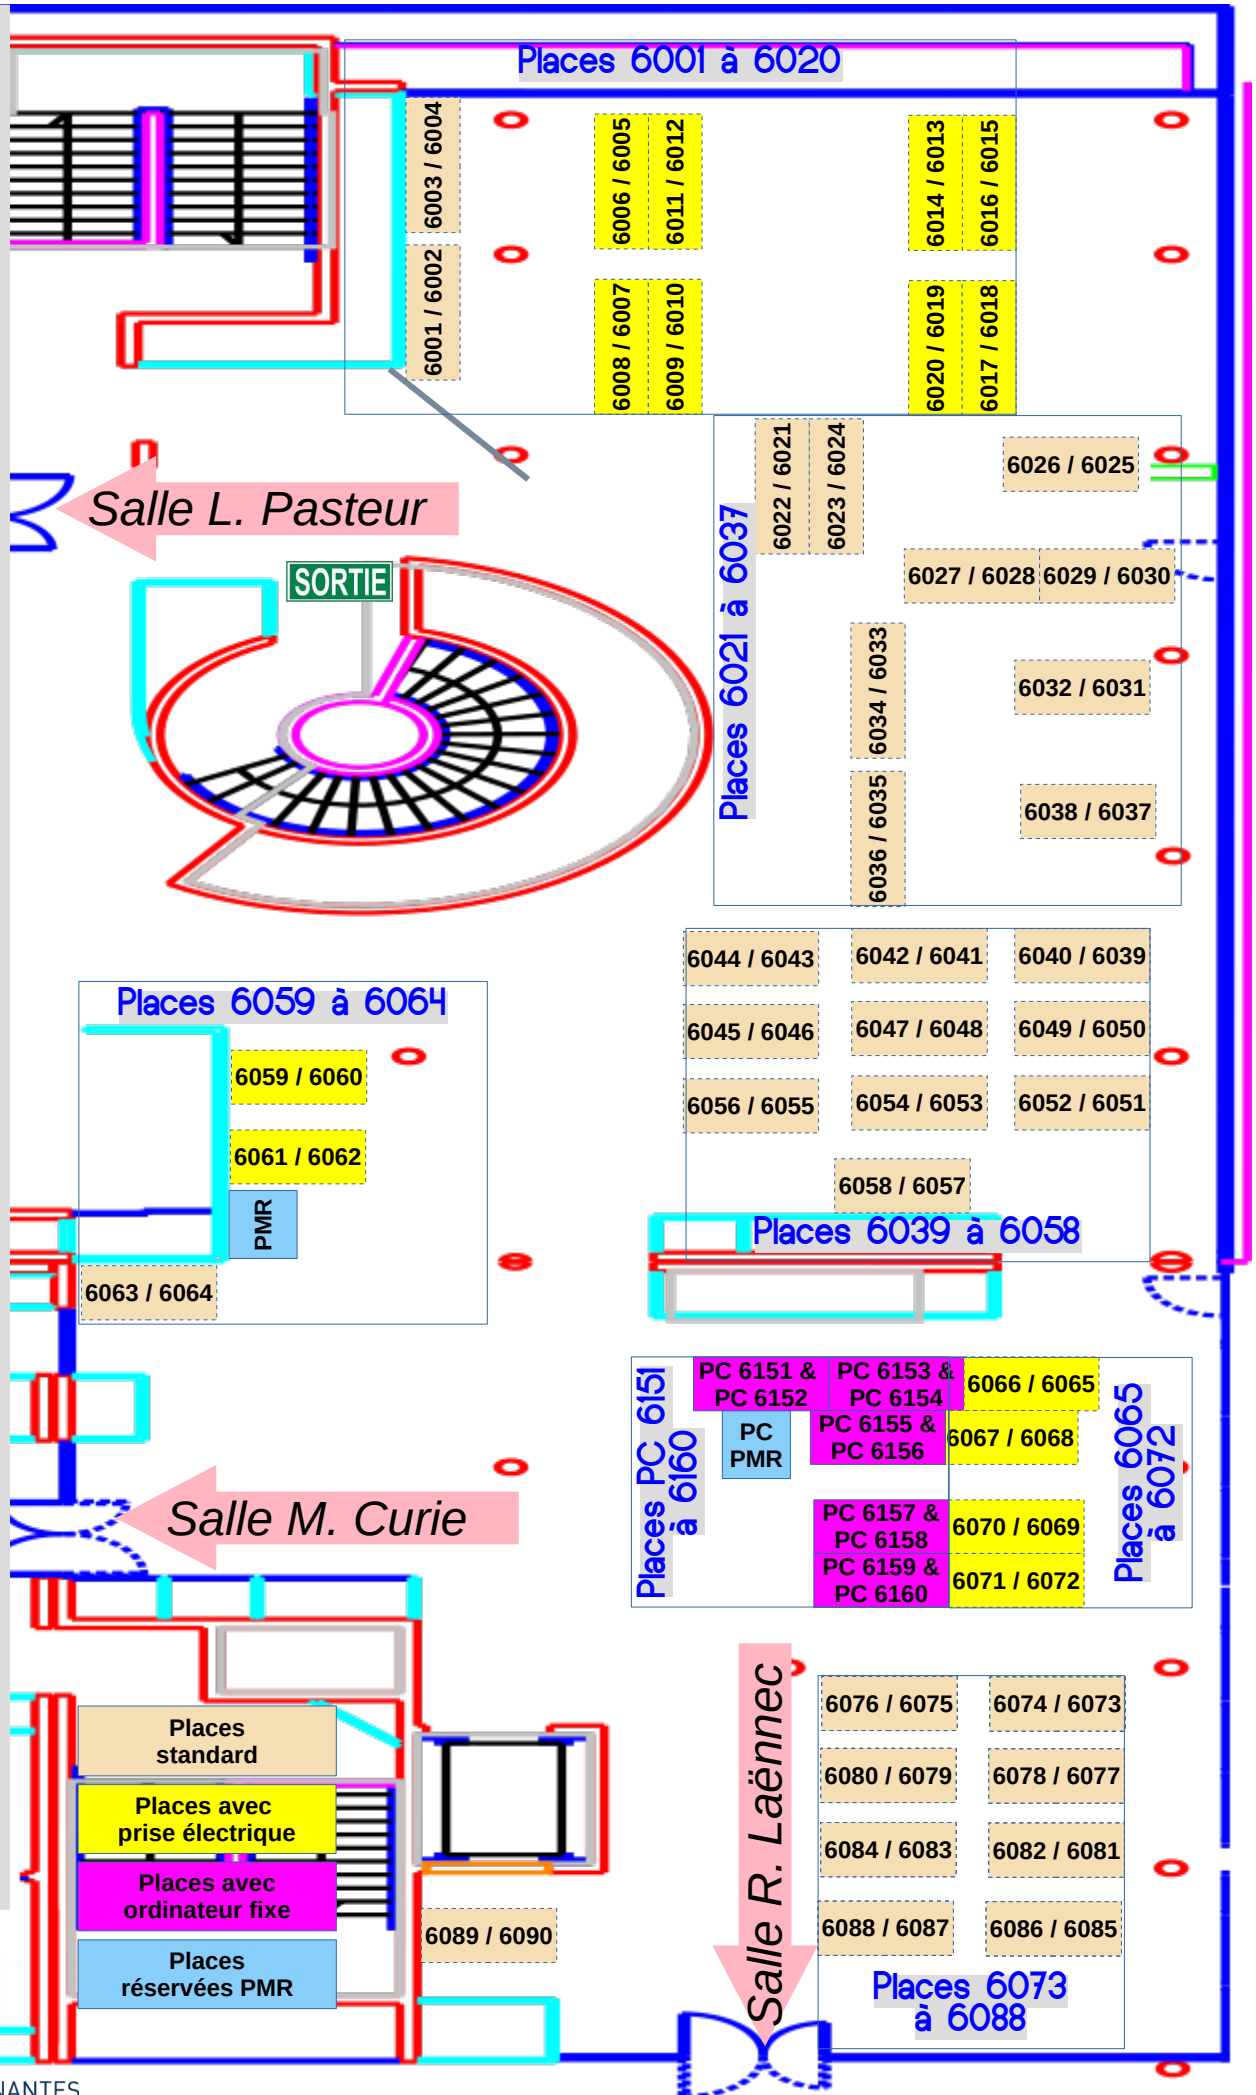 Places 6001 à 6020
6003 / 6004
6001 / 6002
6006 / 6005
6011 / 6012
6008 / 6007
6009 / 6010
6014 / 6013
6016 / 6015
6020 / 6019
6017 / 6018
Salle L. Pasteur
SORTIE
Places 6021 à 6037
6022 / 6021
6023 / 6024
6026 / 6025
6027 / 6028
6029 / 6030
6034 / 6033
6032 / 6031
6036 / 6035
6038 / 6037
6044 / 6043
6042 / 6041
6040 / 6039
6045 / 6046
6047 / 6048
6049 / 6050
6056 / 6055
6054 / 6053
6052 / 6051
6058 / 6057
Places 6039 à 6058
Places 6059 à 6064
6059 / 6060
6061 / 6062
PMR
6063 / 6064
Places PC 6151
à 6160
PC 6151 &
PC 6152
PC 6153 &
PC 6154
6066 / 6065
PC
PMR
PC 6155 &
PC 6156
6067 / 6068
PC 6157 &
PC 6158
6070 / 6069
PC 6159 &
PC 6160
6071 / 6072
Places 6065
à 6072
Salle M. Curie
Salle R. Laënnec
6076 / 6075
6074 / 6073
6080 / 6079
6078 / 6077
6084 / 6083
6082 / 6081
6088 / 6087
6086 / 6085
Places 6073
à 6088
Places
standard
Places avec
prise électrique
Places avec
ordinateur fixe
Places
réservées PMR
6089 / 6090
NANTES